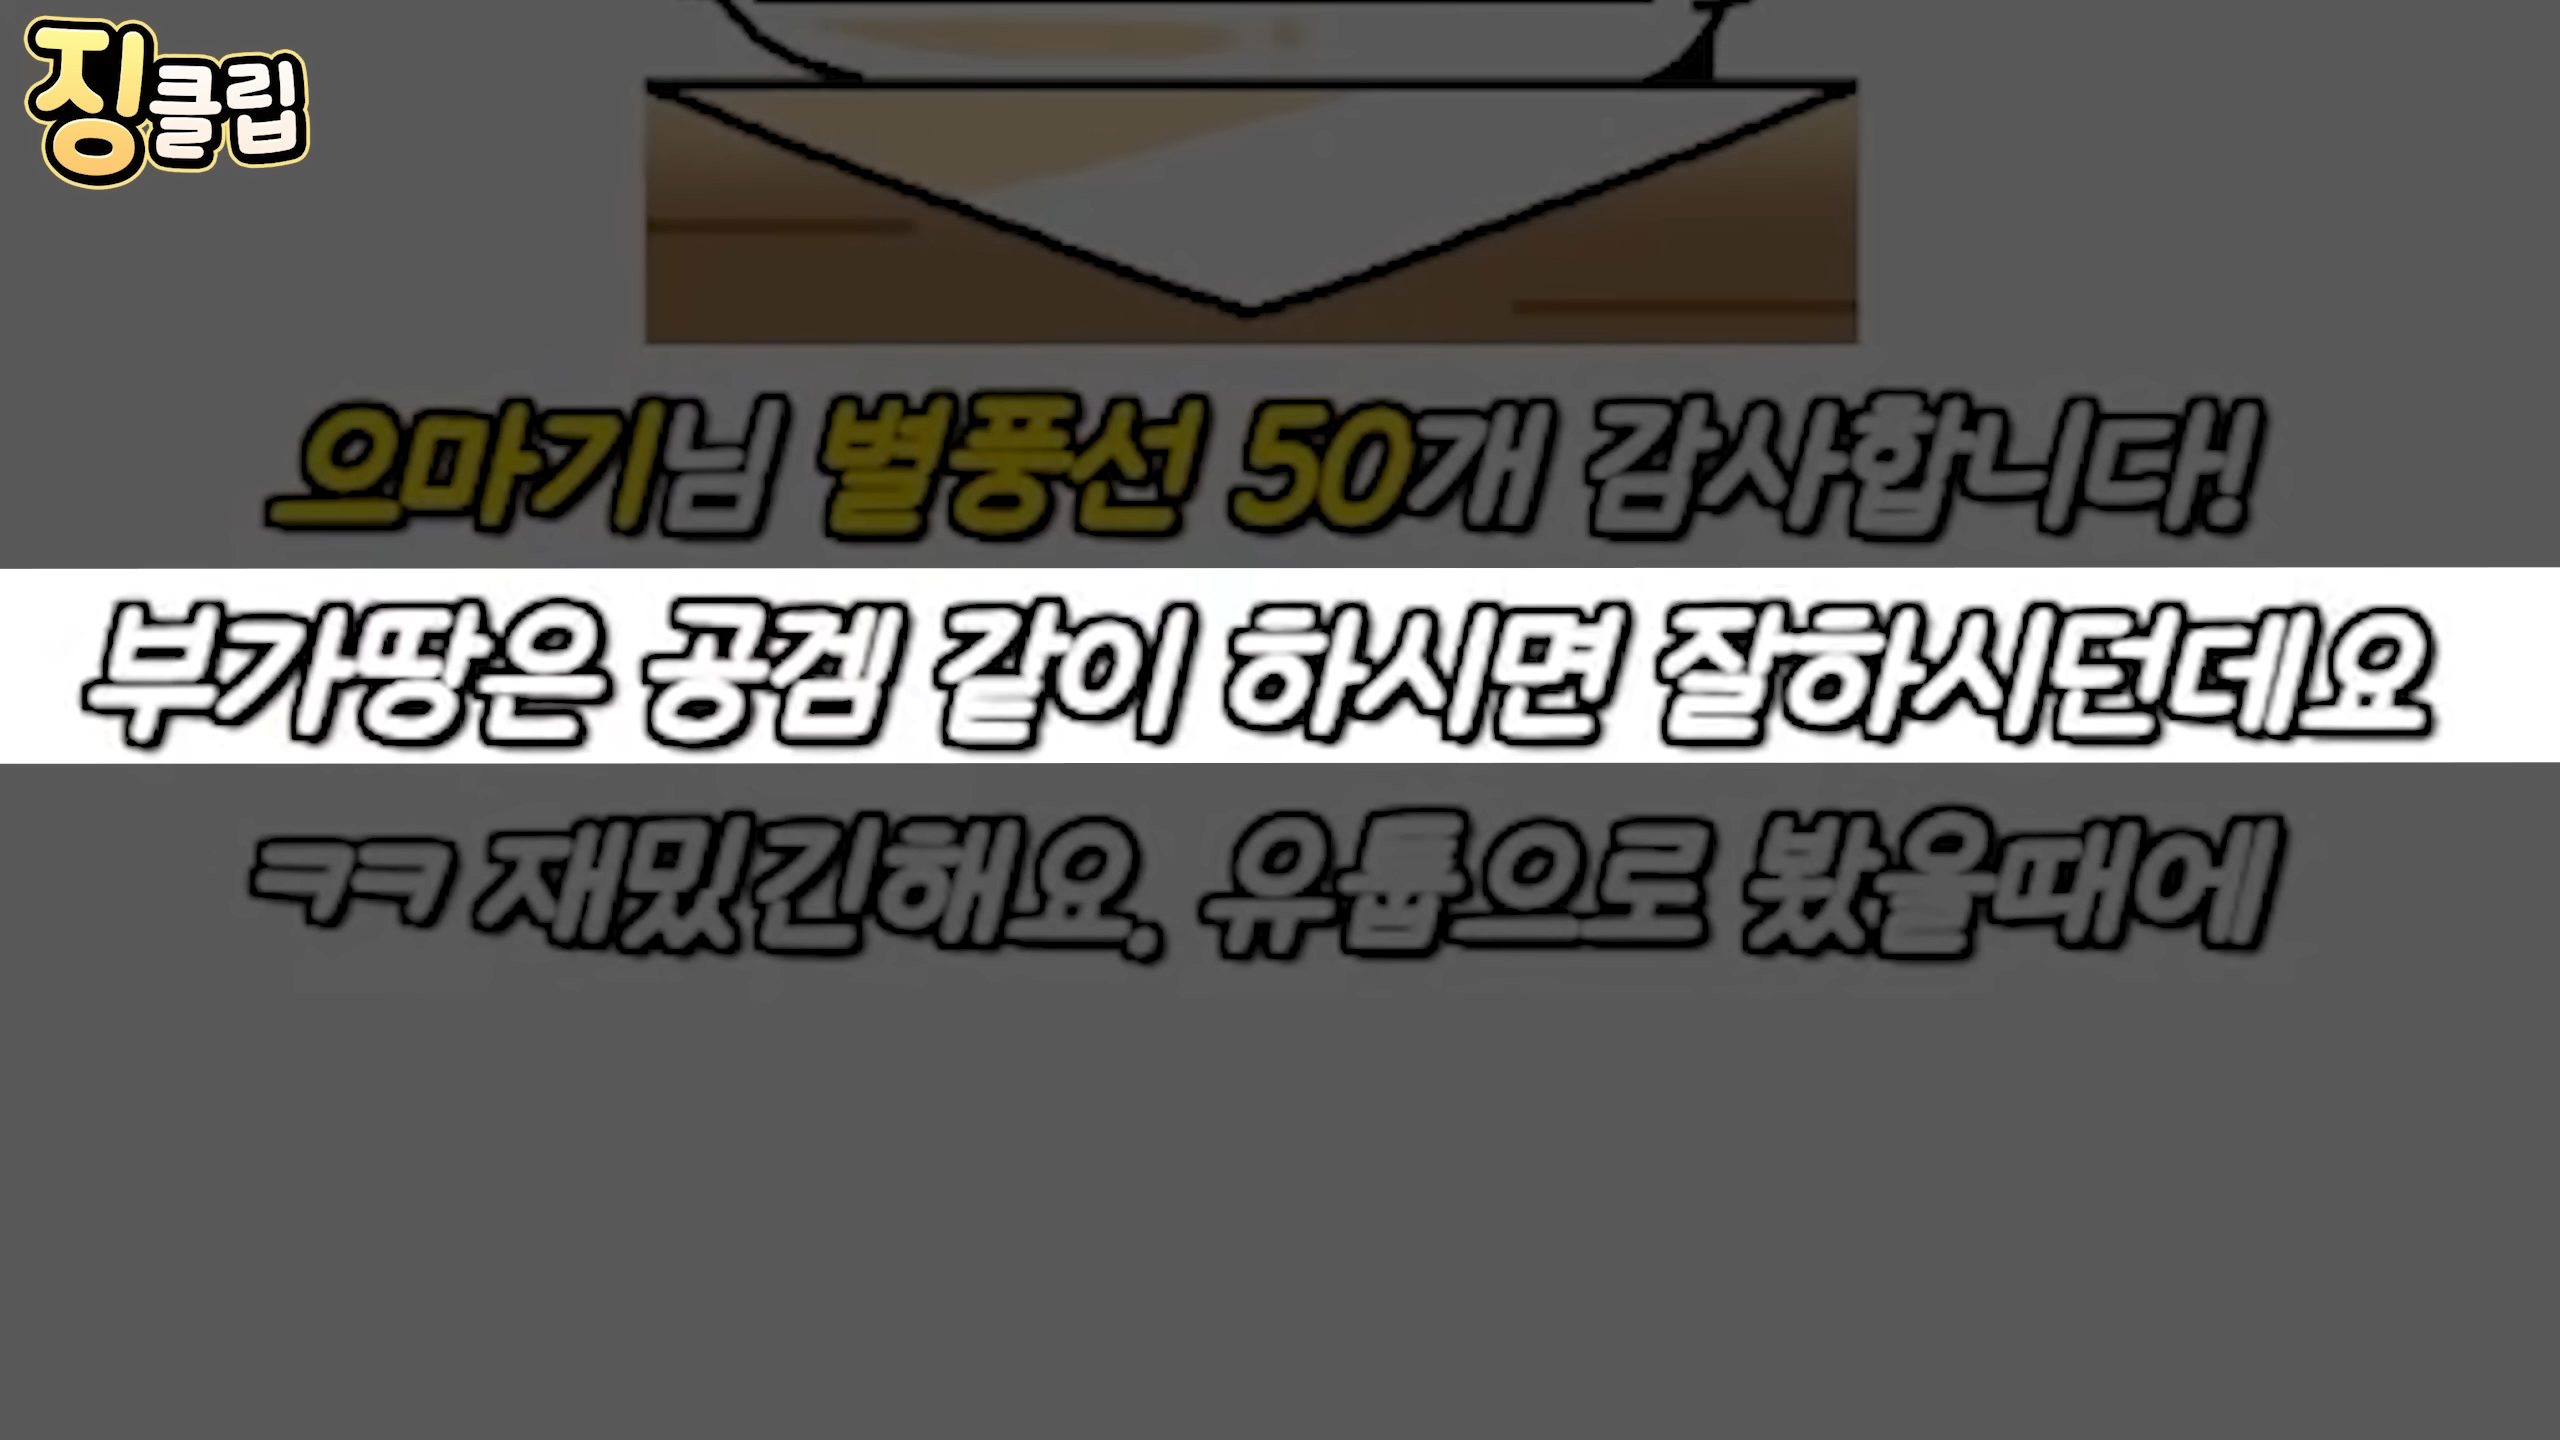 징클립
으마기님 별풍선 50개 감사합니다!
부가땅은 공겜 같이 하시면 잘하시던데요
ㅋㅋ 재밌긴해요. 유튭으로 봤을때에